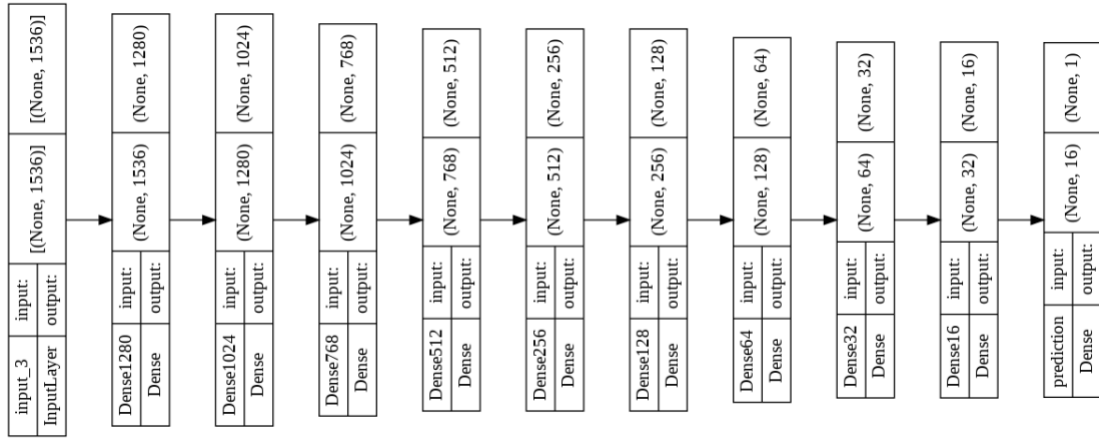 input_3 input: [(None, 1536)] [(None, 1536)]
InputLayer output:
Dense1280 input: (None, 1536) (None, 1280)
Dense output:
Dense1024 input: (None, 1280) (None, 1024)
Dense output:
Dense768 input: (None, 1024) (None, 768)
Dense output:
Dense512 input: (None, 768) (None, 512)
Dense output:
Dense256 input: (None, 512) (None, 256)
Dense output:
Dense128 input: (None, 256) (None, 128)
Dense output:
Dense64 input: (None, 128) (None, 64)
Dense output:
Dense32 input: (None, 64) (None, 32)
Dense output:
Dense16 input: (None, 32) (None, 16)
Dense output:
prediction input: (None, 16) (None, 1)
Dense output: